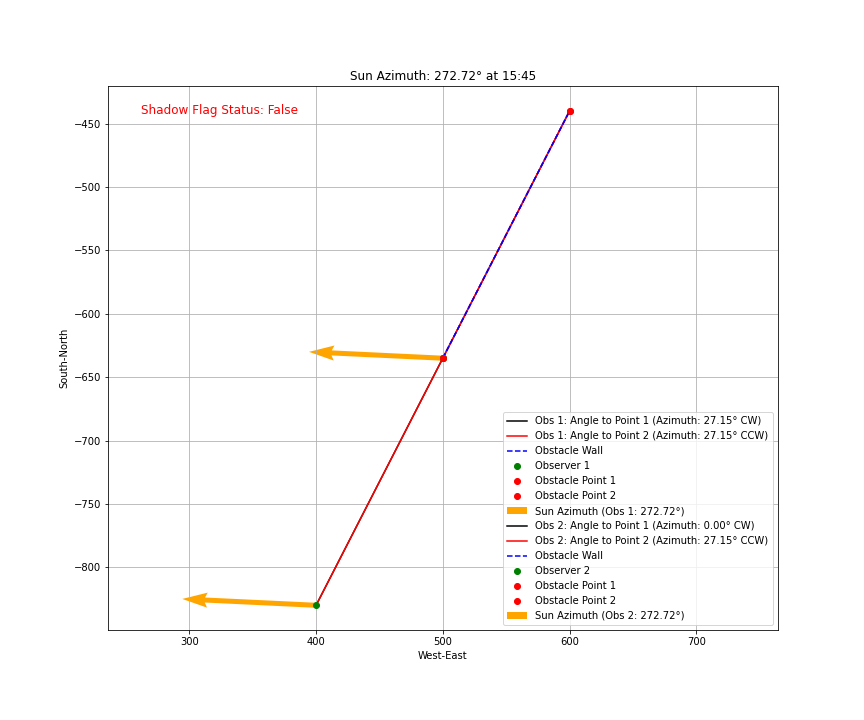 Sun Azimuth: 272.72° at 15:45
Shadow Flag Status: False
−450
−500
−550
−600
−650
−700
−750
−800
South-North
Obs 1: Angle to Point 1 (Azimuth: 27.15° CW)
Obs 1: Angle to Point 2 (Azimuth: 27.15° CCW)
Obstacle Wall
Observer 1
Obstacle Point 1
Obstacle Point 2
Sun Azimuth (Obs 1: 272.72°)
Obs 2: Angle to Point 1 (Azimuth: 0.00° CW)
Obs 2: Angle to Point 2 (Azimuth: 27.15° CCW)
Obstacle Wall
Observer 2
Obstacle Point 1
Obstacle Point 2
Sun Azimuth (Obs 2: 272.72°)
300 400 500 600 700
West-East